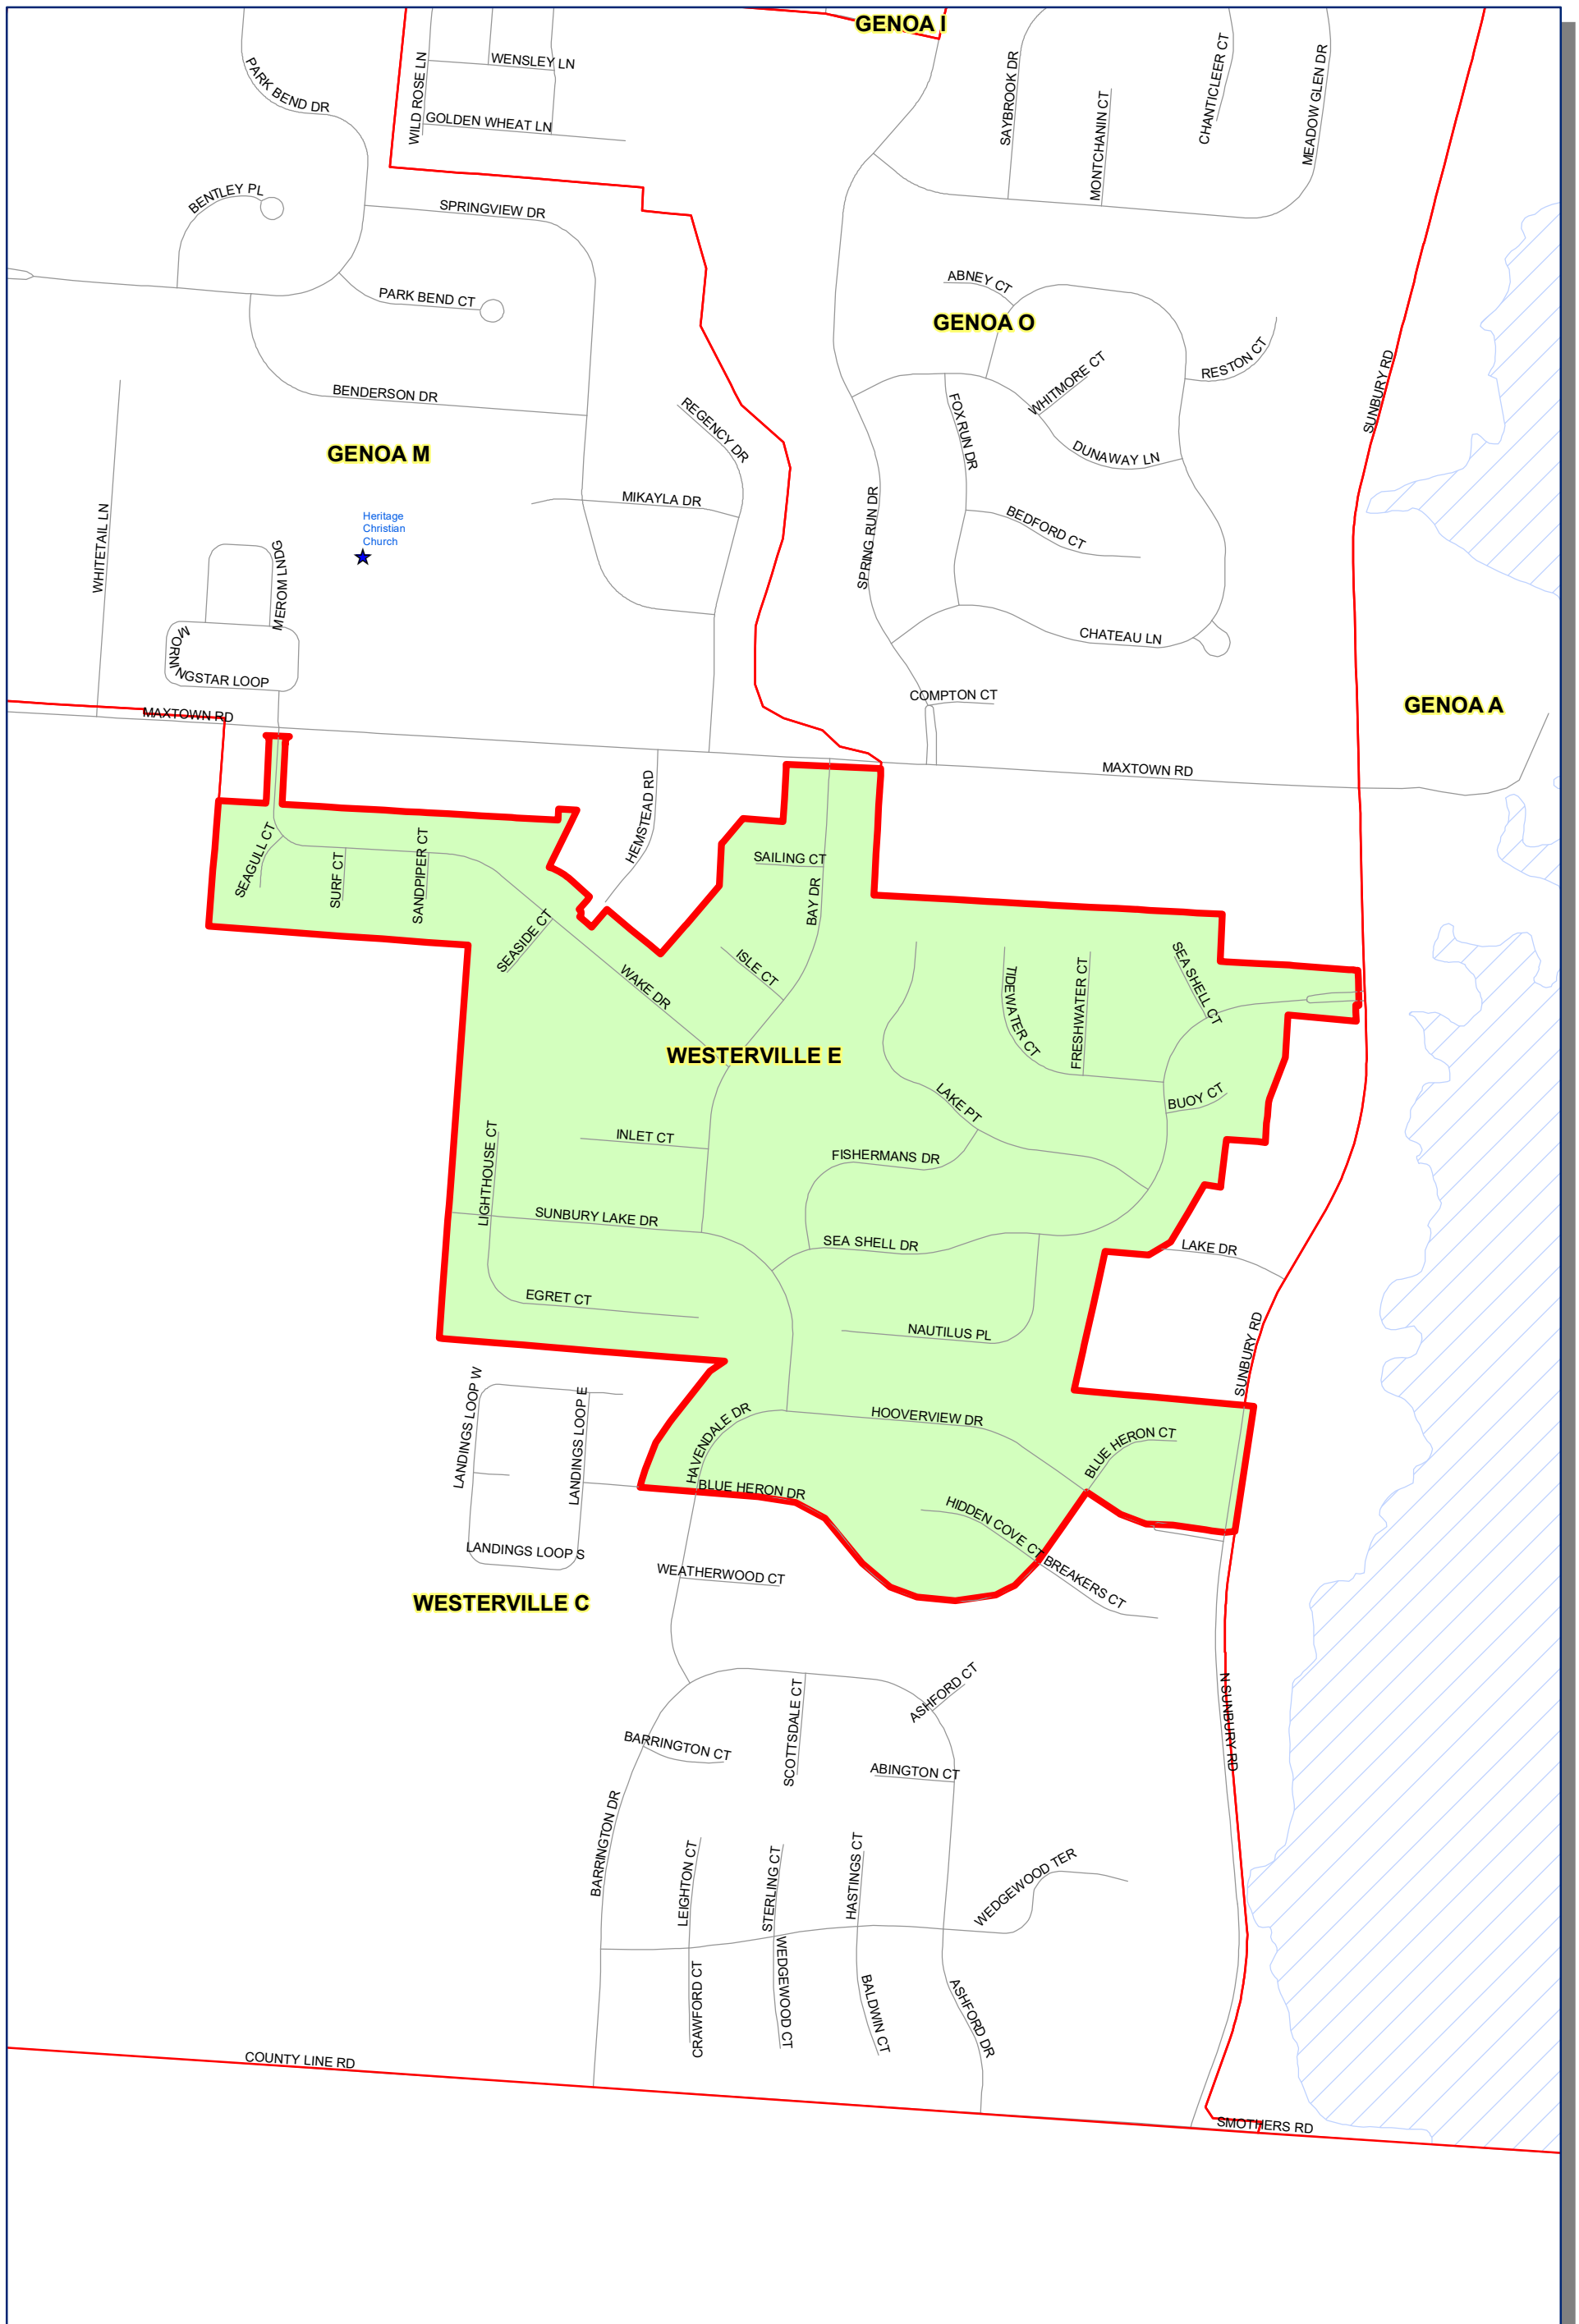 GENOA I
WENSLEY LN
WILD ROSE LN
PARK BEND DR
GOLDEN WHEAT LN
SAYBROOK DR
MONTCHANIN CT
CHANTICLEER CT
MEADOW GLEN DR
BENTLEY PL
SPRINGVIEW DR
PARK BEND CT
ABNEY CT
GENOA O
RESTON CT
WHITMORE CT
SUNBURY RD
BENDERSON DR
REGENCY DR
FOX RUN DR
DUNAWAY LN
GENOA M
MIKAYLA DR
SPRING RUN DR
BEDFORD CT
Heritage
Christian
Church
WHITETAIL LN
MEROM LNDG
MORNINGSTAR LOOP
CHATEAU LN
COMPTON CT
GENOA A
MAXTOWN RD
MAXTOWN RD
HEMSTEAD RD
SEAGULL CT
SURF CT
SANDPIPER CT
SAILING CT
BAY DR
SEASIDE CT
WAKE DR
ISLE CT
TIDEWATER CT
FRESHWATER CT
SEA SHELL CT
WESTERVILLE E
LAKE PT
BUOY CT
LIGHTHOUSE CT
INLET CT
FISHERMANS DR
SUNBURY LAKE DR
SEA SHELL DR
LAKE DR
EGRET CT
NAUTILUS PL
SUNBURY RD
LANDINGS LOOP W
LANDINGS LOOP E
HAVENDALE DR
HOOVERVIEW DR
BLUE HERON CT
BLUE HERON DR
HIDDEN COVE CT
BREAKERS CT
LANDINGS LOOP S
WEATHERWOOD CT
WESTERVILLE C
ASHFORD CT
SCOTTSDALE CT
BARRINGTON CT
ABINGTON CT
N SUNBURY RD
BARRINGTON DR
LEIGHTON CT
STERLING CT
HASTINGS CT
WEDGEWOOD TER
CRAWFORD CT
WEDGEWOOD CT
BALDWIN CT
ASHFORD DR
COUNTY LINE RD
SMOTHERS RD